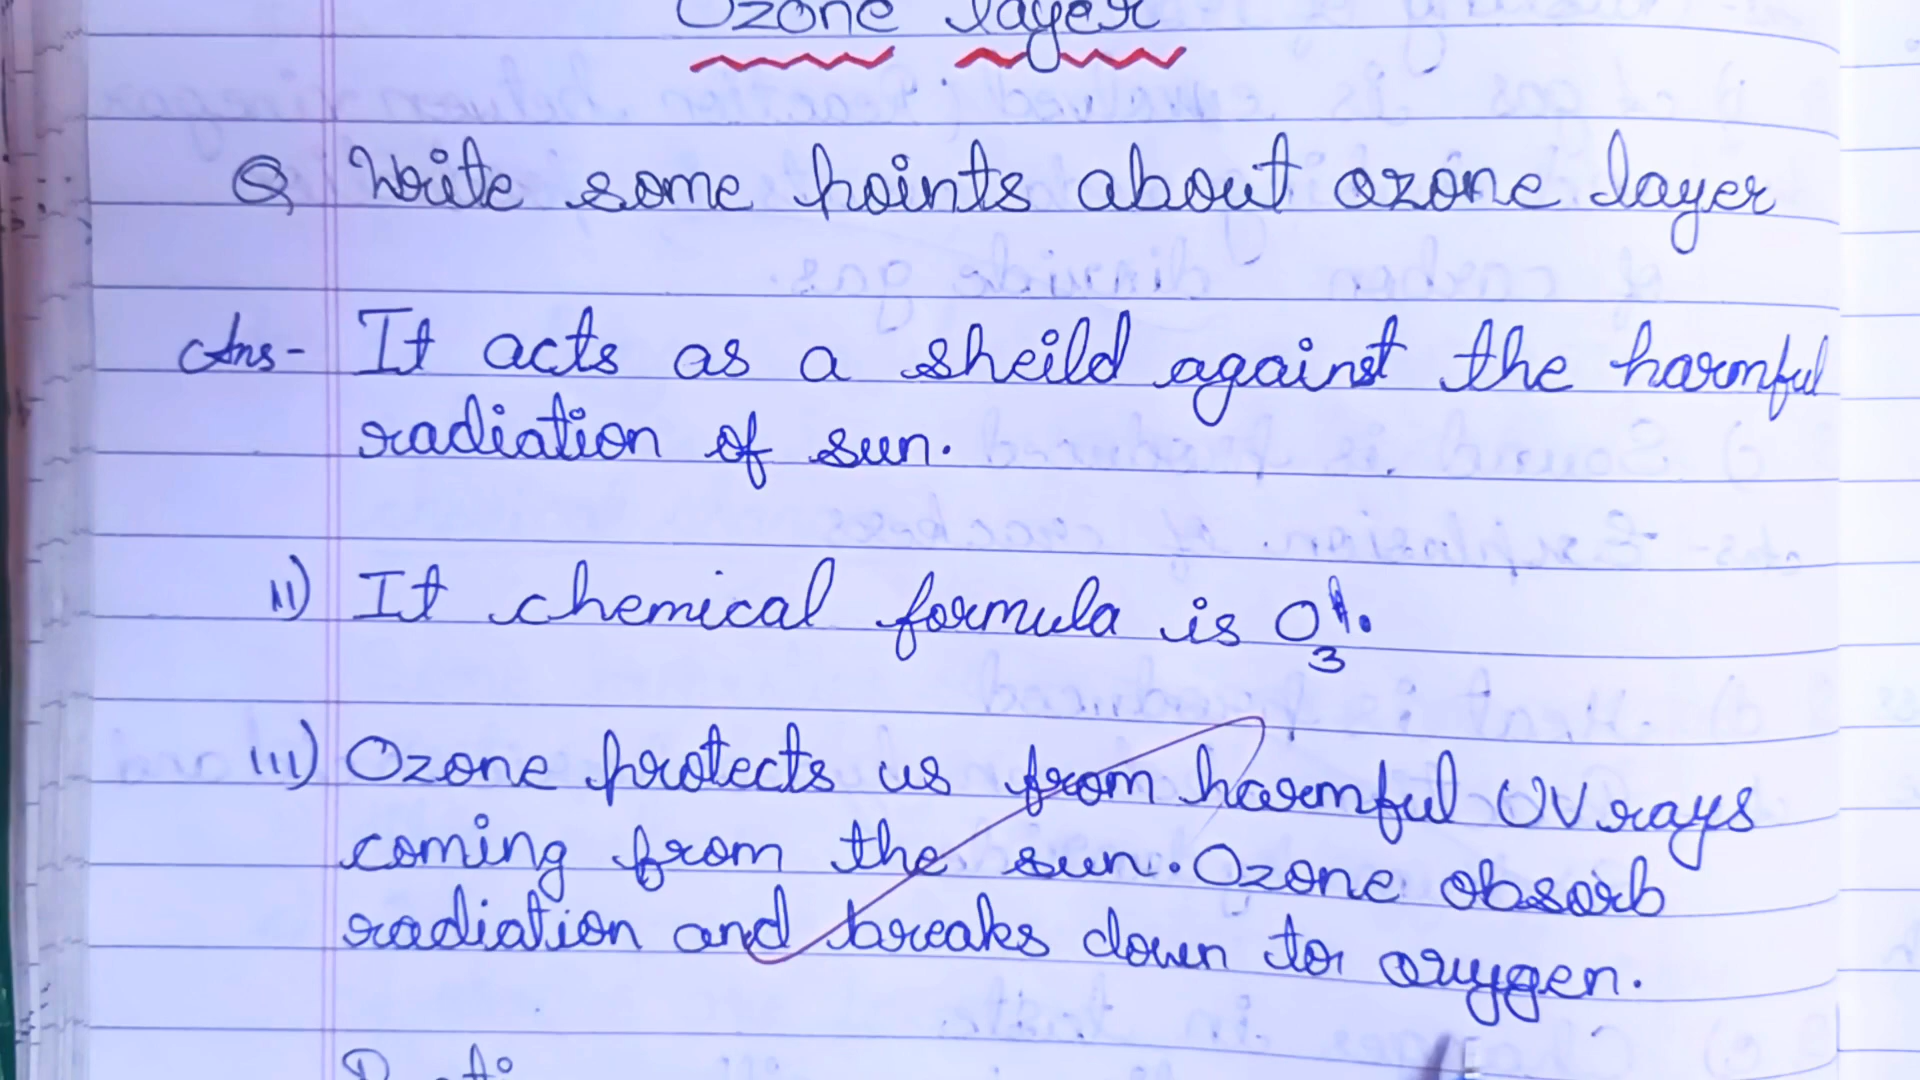 Ozone layer
Q Write some points about ozone layer
Ans- It acts as a sheild against the harmful
radiation of sun.
ii) It chemical formula is O3.
iii) Ozone protects us from harmful UV rays
coming from the sun. Ozone obsorb
radiation and breaks down to oxygen.